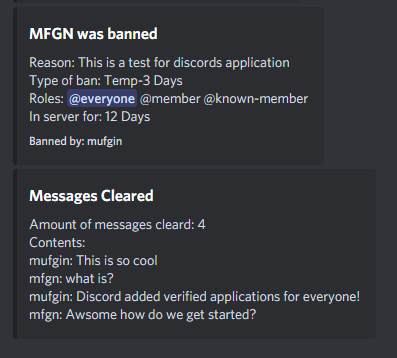 MFGN was banned
Reason: This is a test for discords application
Type of ban: Temp-3 Days
Roles: @everyone @member @known-member
In server for: 12 Days
Banned by: mufgin
Messages Cleared
Amount of messages cleard: 4
Contents:
mufgin: This is so cool
mfgn: what is?
mufgin: Discord added verified applications for everyone!
mfgn: Awsome how do we get started?